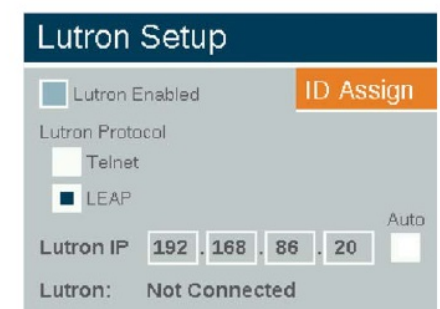 Lutron Setup
Lutron Enabled
ID Assign
Lutron Protocol
Telnet
LEAP
Auto
Lutron IP 192 . 168 . 86 . 20
Lutron: Not Connected